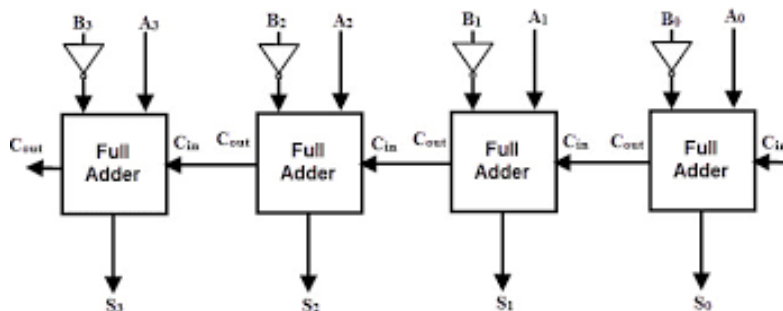 B3 A3 B2 A2 B1 A1 B0 A0
Cout Full Adder Cin Cout Full Adder Cin Cout Full Adder Cin Cout Full Adder Cin
S3 S2 S1 S0